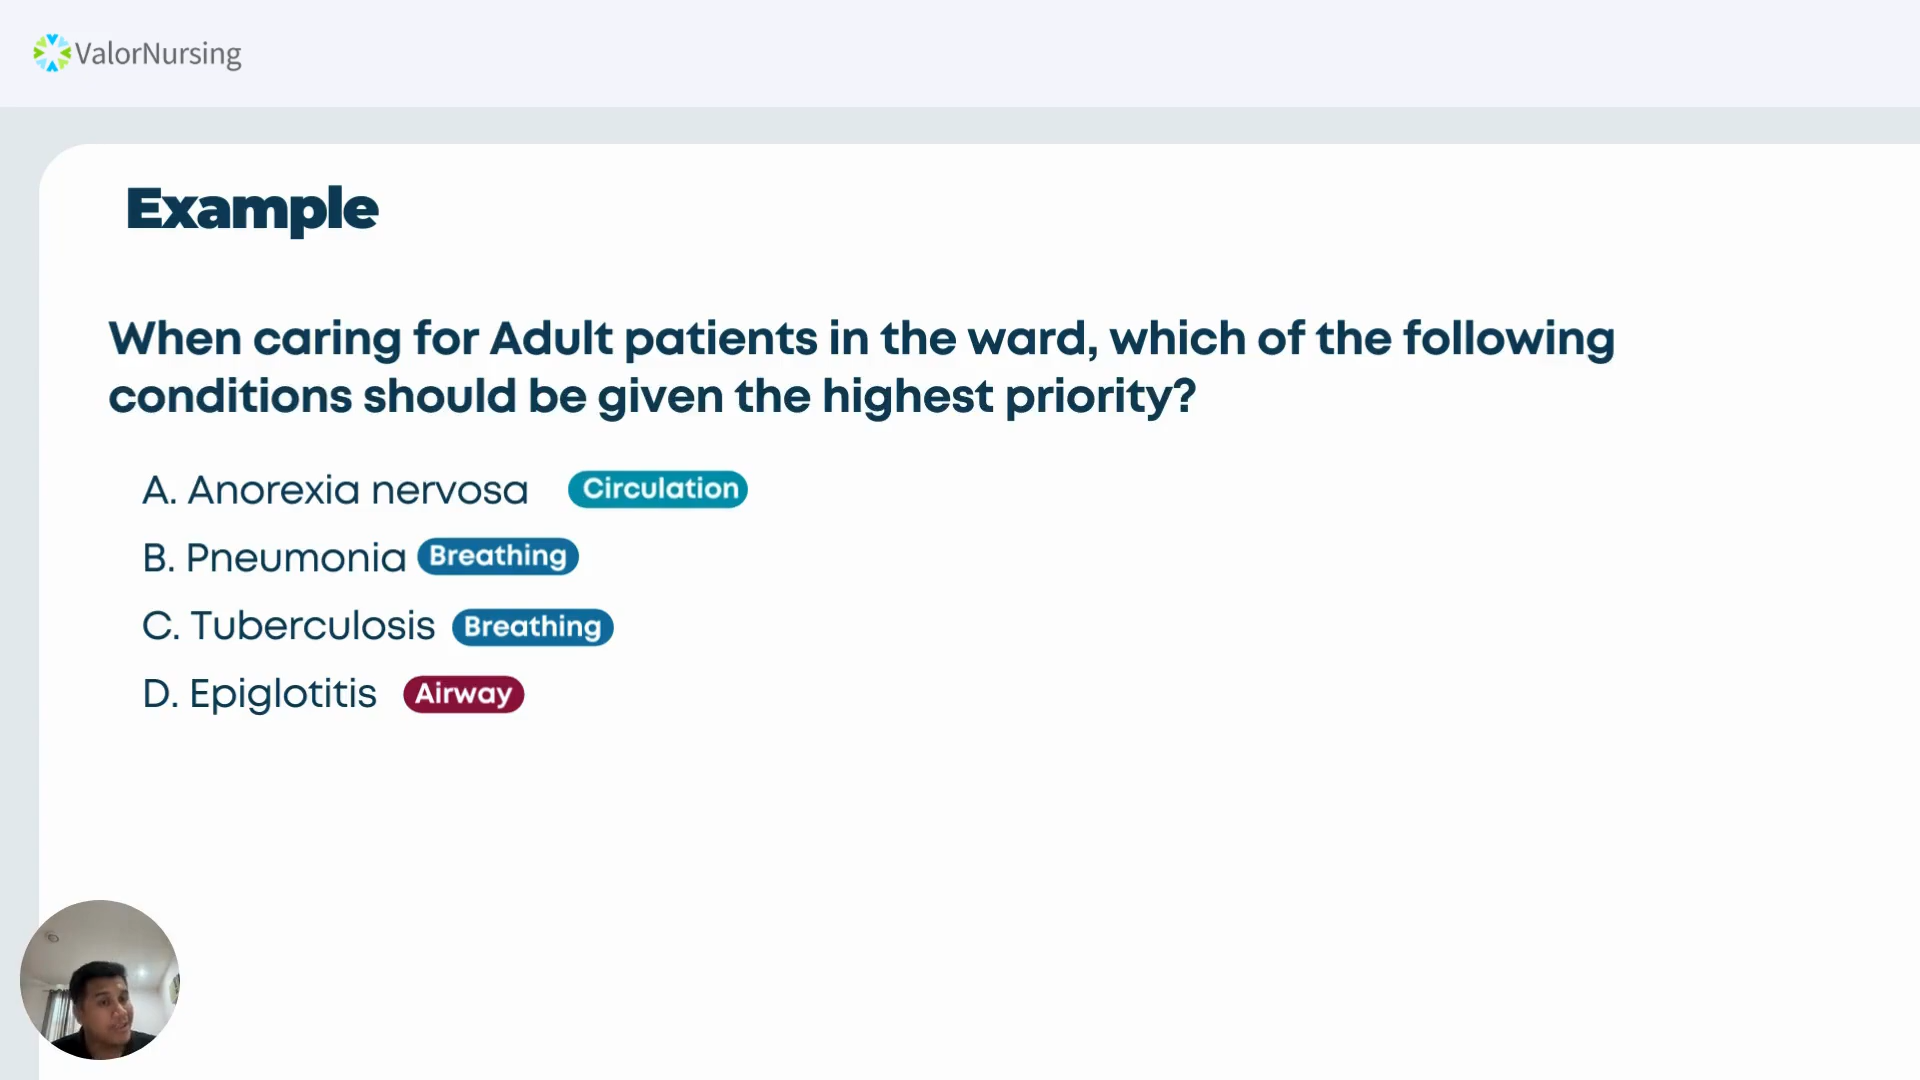 ValorNursing
Example
When caring for Adult patients in the ward, which of the following
conditions should be given the highest priority?
A. Anorexia nervosa Circulation
B. Pneumonia Breathing
C. Tuberculosis Breathing
D. Epiglotitis Airway